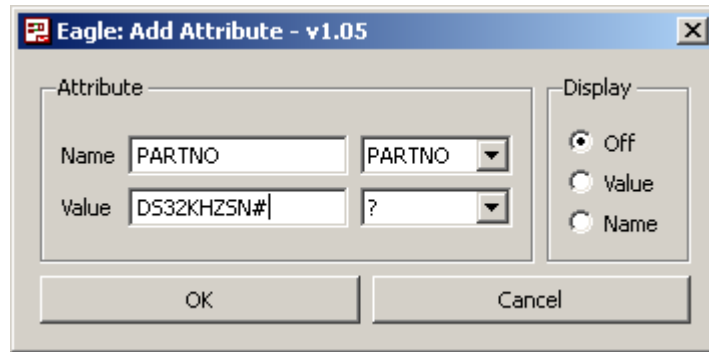 Eagle: Add Attribute - v1.05
Attribute
Display
Name PARTNO PARTNO
Off
Value DS32KHZSN# ?
Value
Name
OK Cancel